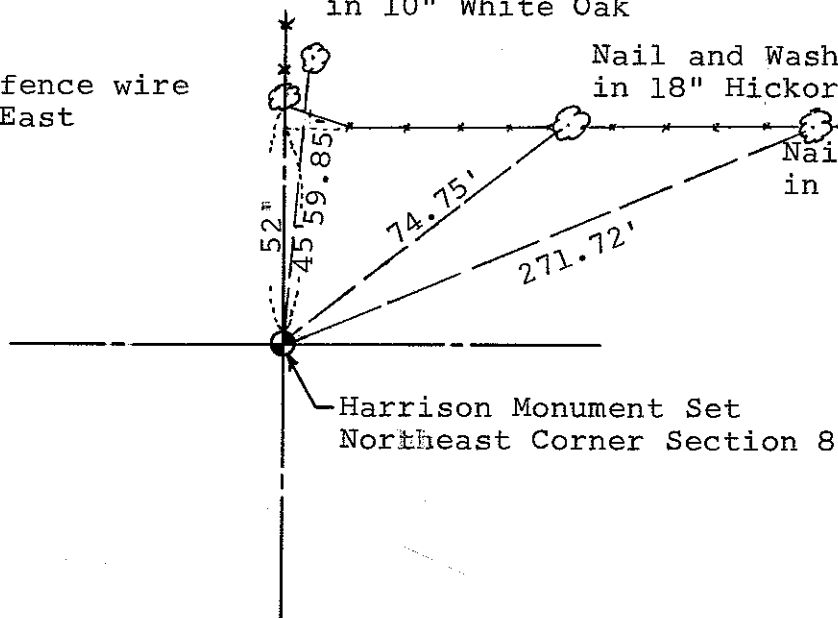 in 10" White Oak
Nail and Wash
in 18" Hickor
fence wire
East
Nai
in
52"
45'
59.85'
74.75'
271.72'
Harrison Monument Set
Northeast Corner Section 8